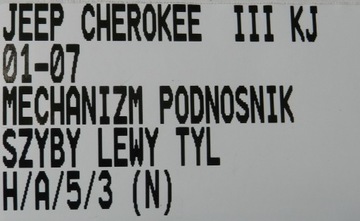 JEEP CHEROKEE III KJ
01-07
MECHANIZM PODNOSNIK
SZYBY LEWY TYL
H/A/5/3 (N)